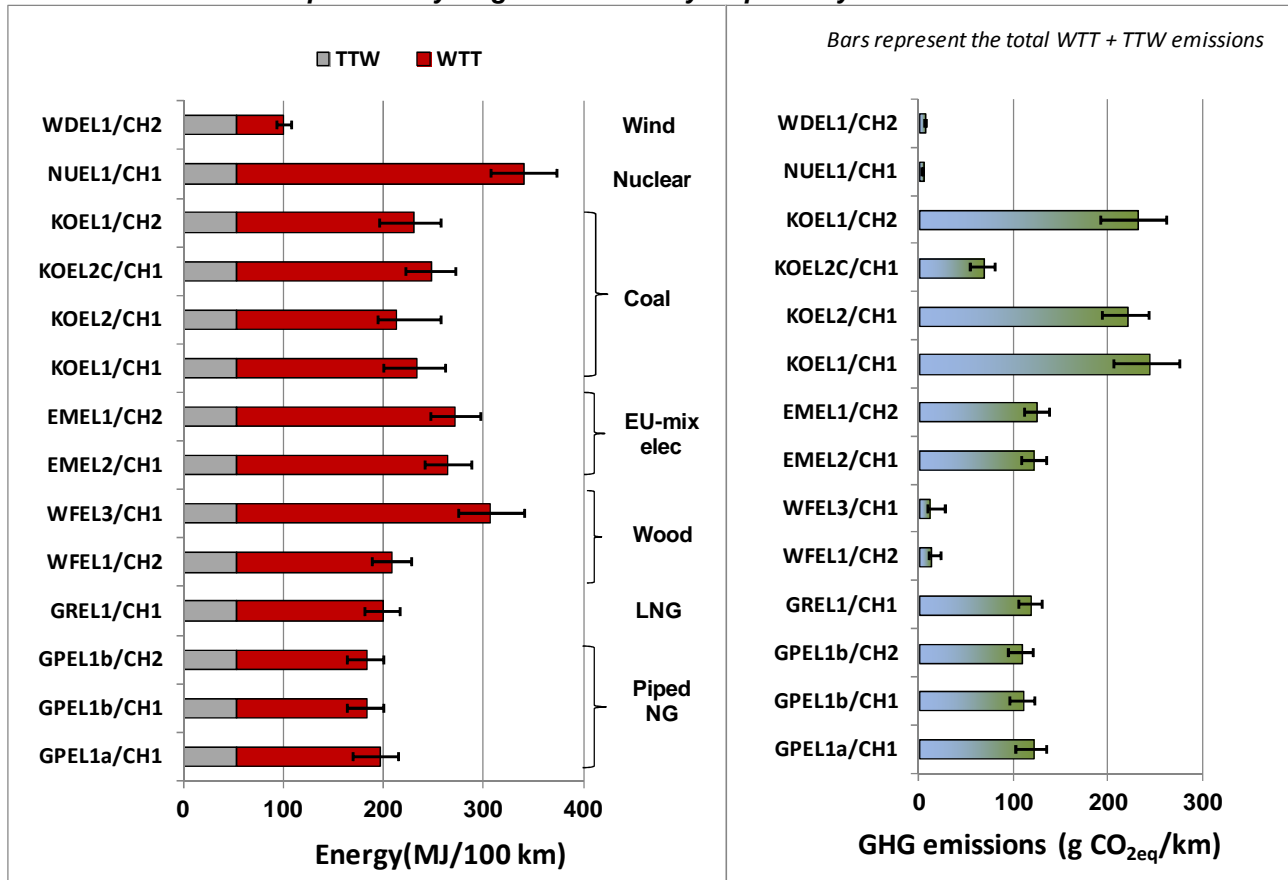 TTW WTT
WDEL1/CH2
NUEL1/CH1
KOEL1/CH2
KOEL2C/CH1
KOEL2/CH1
KOEL1/CH1
EMEL1/CH2
EMEL2/CH1
WFEL3/CH1
WFEL1/CH2
GREL1/CH1
GPEL1b/CH2
GPEL1b/CH1
GPEL1a/CH1
Wind
Nuclear
Coal
EU-mix
elec
Wood
LNG
Piped
NG
0 100 200 300 400
Energy(MJ/100 km)
Bars represent the total WTT + TTW emissions
WDEL1/CH2
NUEL1/CH1
KOEL1/CH2
KOEL2C/CH1
KOEL2/CH1
KOEL1/CH1
EMEL1/CH2
EMEL2/CH1
WFEL3/CH1
WFEL1/CH2
GREL1/CH1
GPEL1b/CH2
GPEL1b/CH1
GPEL1a/CH1
0 100 200 300
GHG emissions (g CO2eq/km)